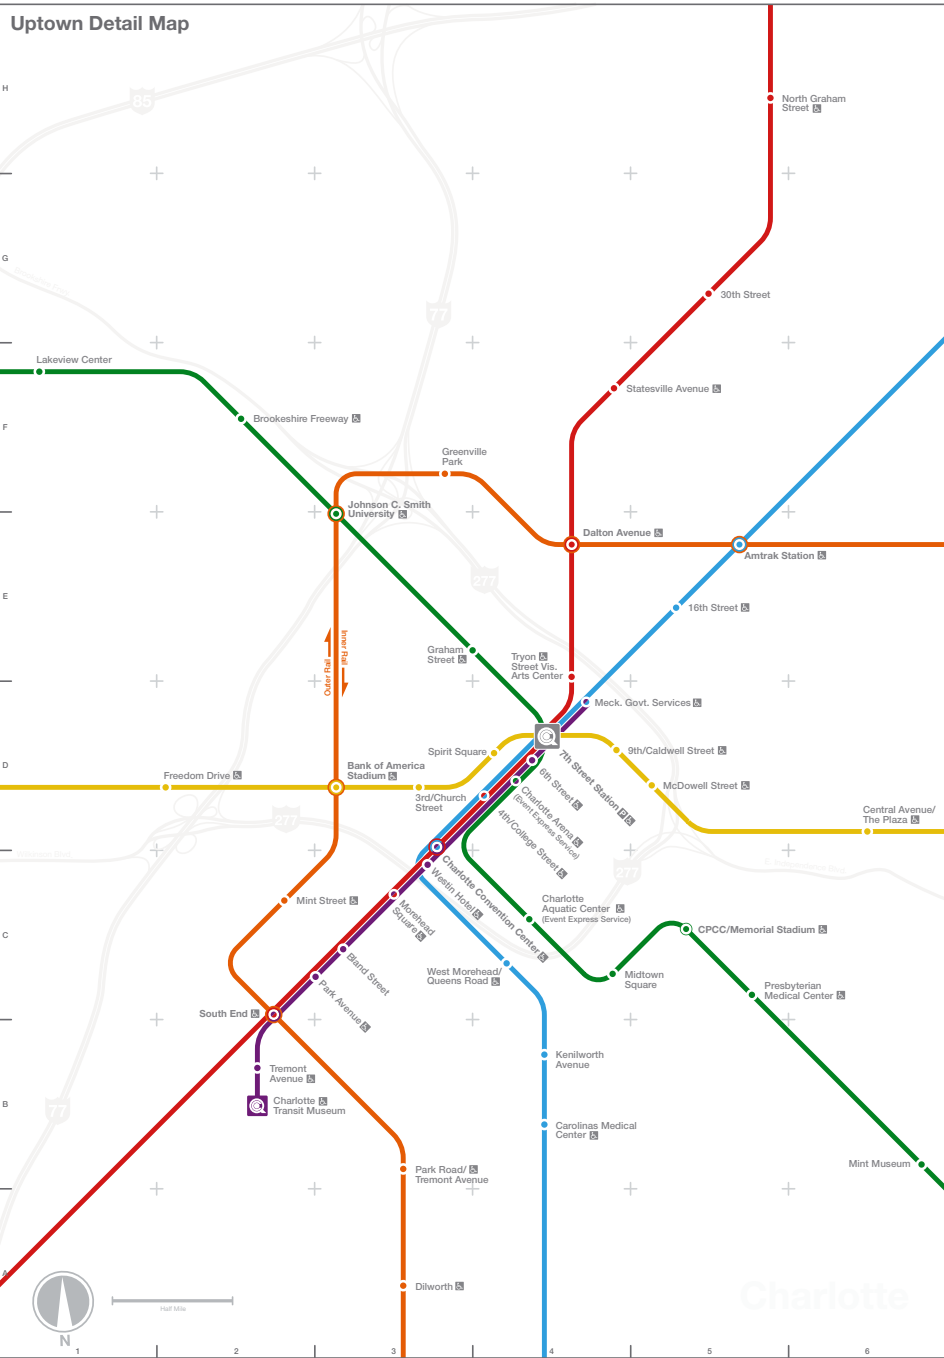 Uptown Detail Map
H
85
North Graham
Street
G
30th Street
77
Lakeview Center
Statesville Avenue
Brookeshire Freeway
F
Greenville
Park
Johnson C. Smith
University
Dalton Avenue
Amtrak Station
277
E
16th Street
Inner Rail
Outer Rail
Graham
Street
Tryon
Street Vis.
Arts Center
Meck. Govt. Services
Spirit Square
9th/Caldwell Street
7th Street Station P
D
Bank of America
Stadium
Freedom Drive
6th Street
McDowell Street
3rd/Church
Street
Charlotte Arena
(Event Express Service)
4th/College Street
Central Avenue/
The Plaza
277
277
Charlotte Convention Center
Westin Hotel
Mint Street
Morehead
Square
Charlotte
Aquatic Center
(Event Express Service)
C
CPCC/Memorial Stadium
Bland Street
Park Avenue
West Morehead/
Queens Road
Midtown
Square
Presbyterian
Medical Center
South End
Kenilworth
Avenue
Tremont
Avenue
B
77
Charlotte
Transit Museum
Carolinas Medical
Center
Mint Museum
Park Road/
Tremont Avenue
A
Dilworth
Charlotte
Half Mile
N
1
2
3
4
5
6